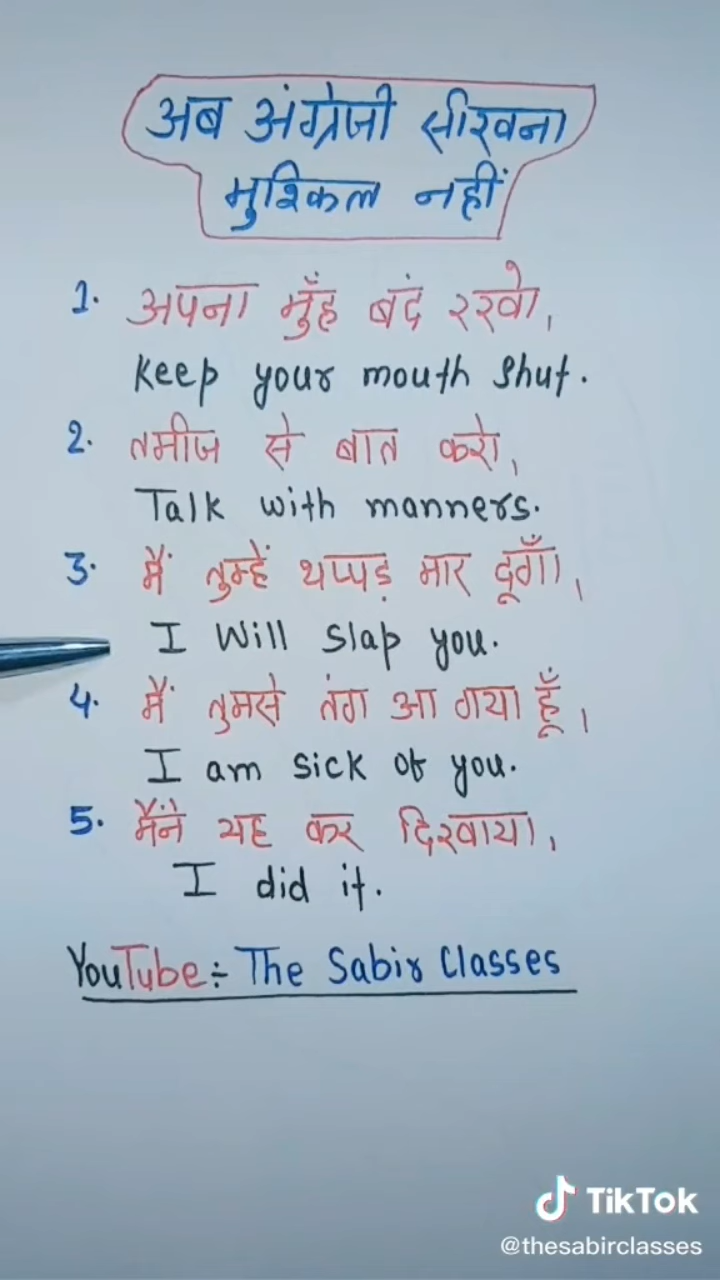 अब अंग्रेजी सीखना
मुश्किल नहीं
1. अपना मुँह बंद रखो,
Keep your mouth shut.
2. तमीज से बात करो,
Talk with manners.
3. मैं तुम्हें थप्पड़ मार दूँगा,
I will slap you.
4. मैं तुमसे तंग आ गया हूँ,
I am sick of you.
5. मैंने यह कर दिखाया,
I did it.
YouTube:- The Sabir Classes
TikTok
@thesabirclasses